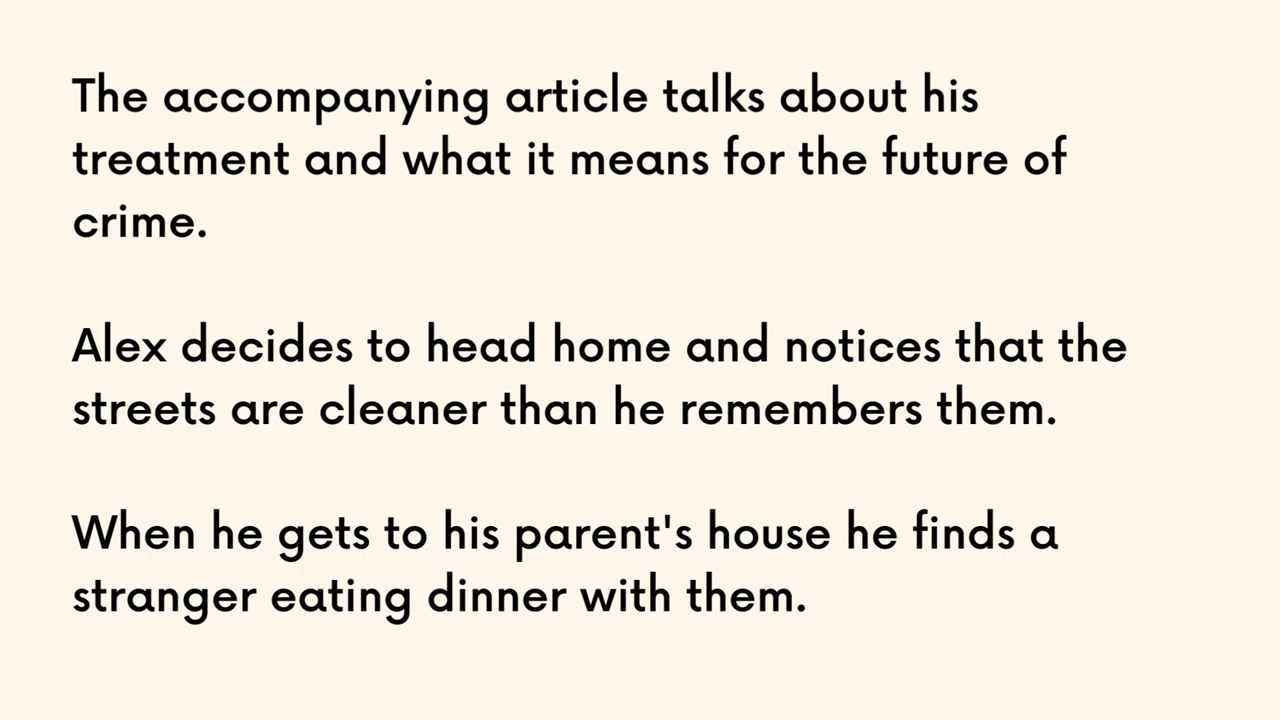 The accompanying article talks about his
treatment and what it means for the future of
crime.
Alex decides to head home and notices that the
streets are cleaner than he remembers them.
When he gets to his parent's house he finds a
stranger eating dinner with them.